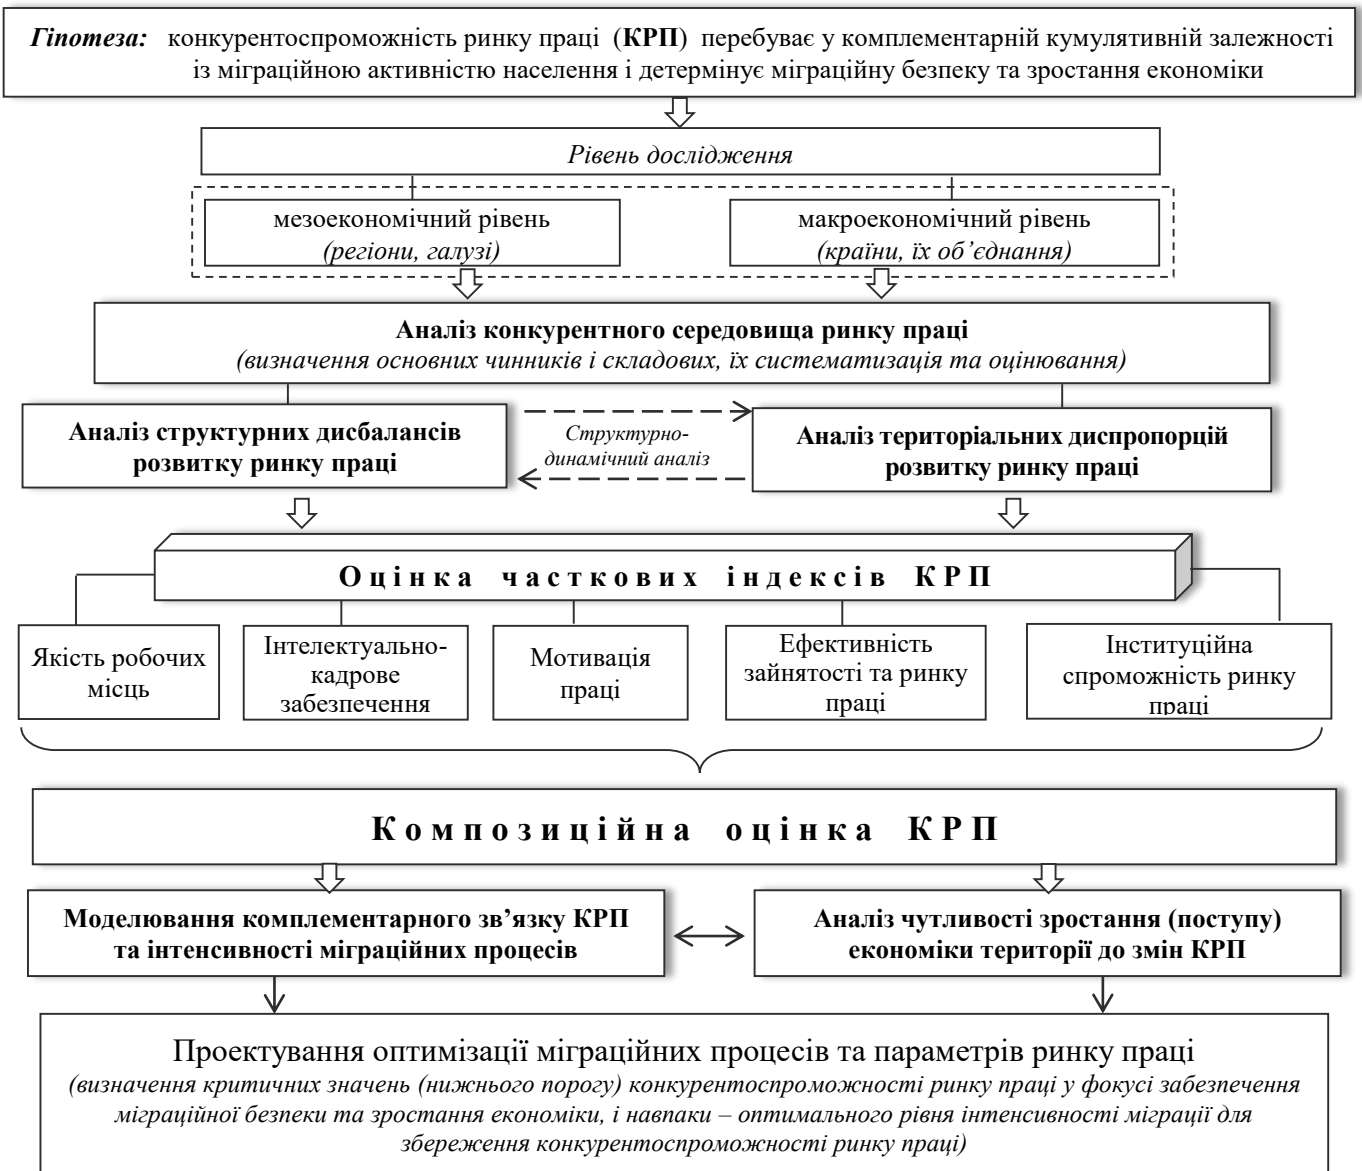 Гіпотеза: конкурентоспроможність ринку праці (КРП) перебуває у комплементарній кумулятивній залежності
із міграційною активністю населення і детермінує міграційну безпеку та зростання економіки
Рівень дослідження
мезоекономічний рівень
(регіони, галузі)
макроекономічний рівень
(країни, їх об’єднання)
Аналіз конкурентного середовища ринку праці
(визначення основних чинників і складових, їх систематизація та оцінювання)
Аналіз структурних дисбалансів
розвитку ринку праці
Структурно-
динамічний аналіз
Аналіз територіальних диспропорцій
розвитку ринку праці
Оцінка часткових індексів КРП
Якість робочих
місць
Інтелектуально-
кадрове
забезпечення
Мотивація
праці
Ефективність
зайнятості та ринку
праці
Інституційна
спроможність ринку
праці
Композиційна оцінка КРП
Моделювання комплементарного зв’язку КРП
та інтенсивності міграційних процесів
Аналіз чутливості зростання (поступу)
економіки території до змін КРП
Проектування оптимізації міграційних процесів та параметрів ринку праці
(визначення критичних значень (нижнього порогу) конкурентоспроможності ринку праці у фокусі забезпечення
міграційної безпеки та зростання економіки, і навпаки – оптимального рівня інтенсивності міграції для
збереження конкурентоспроможності ринку праці)